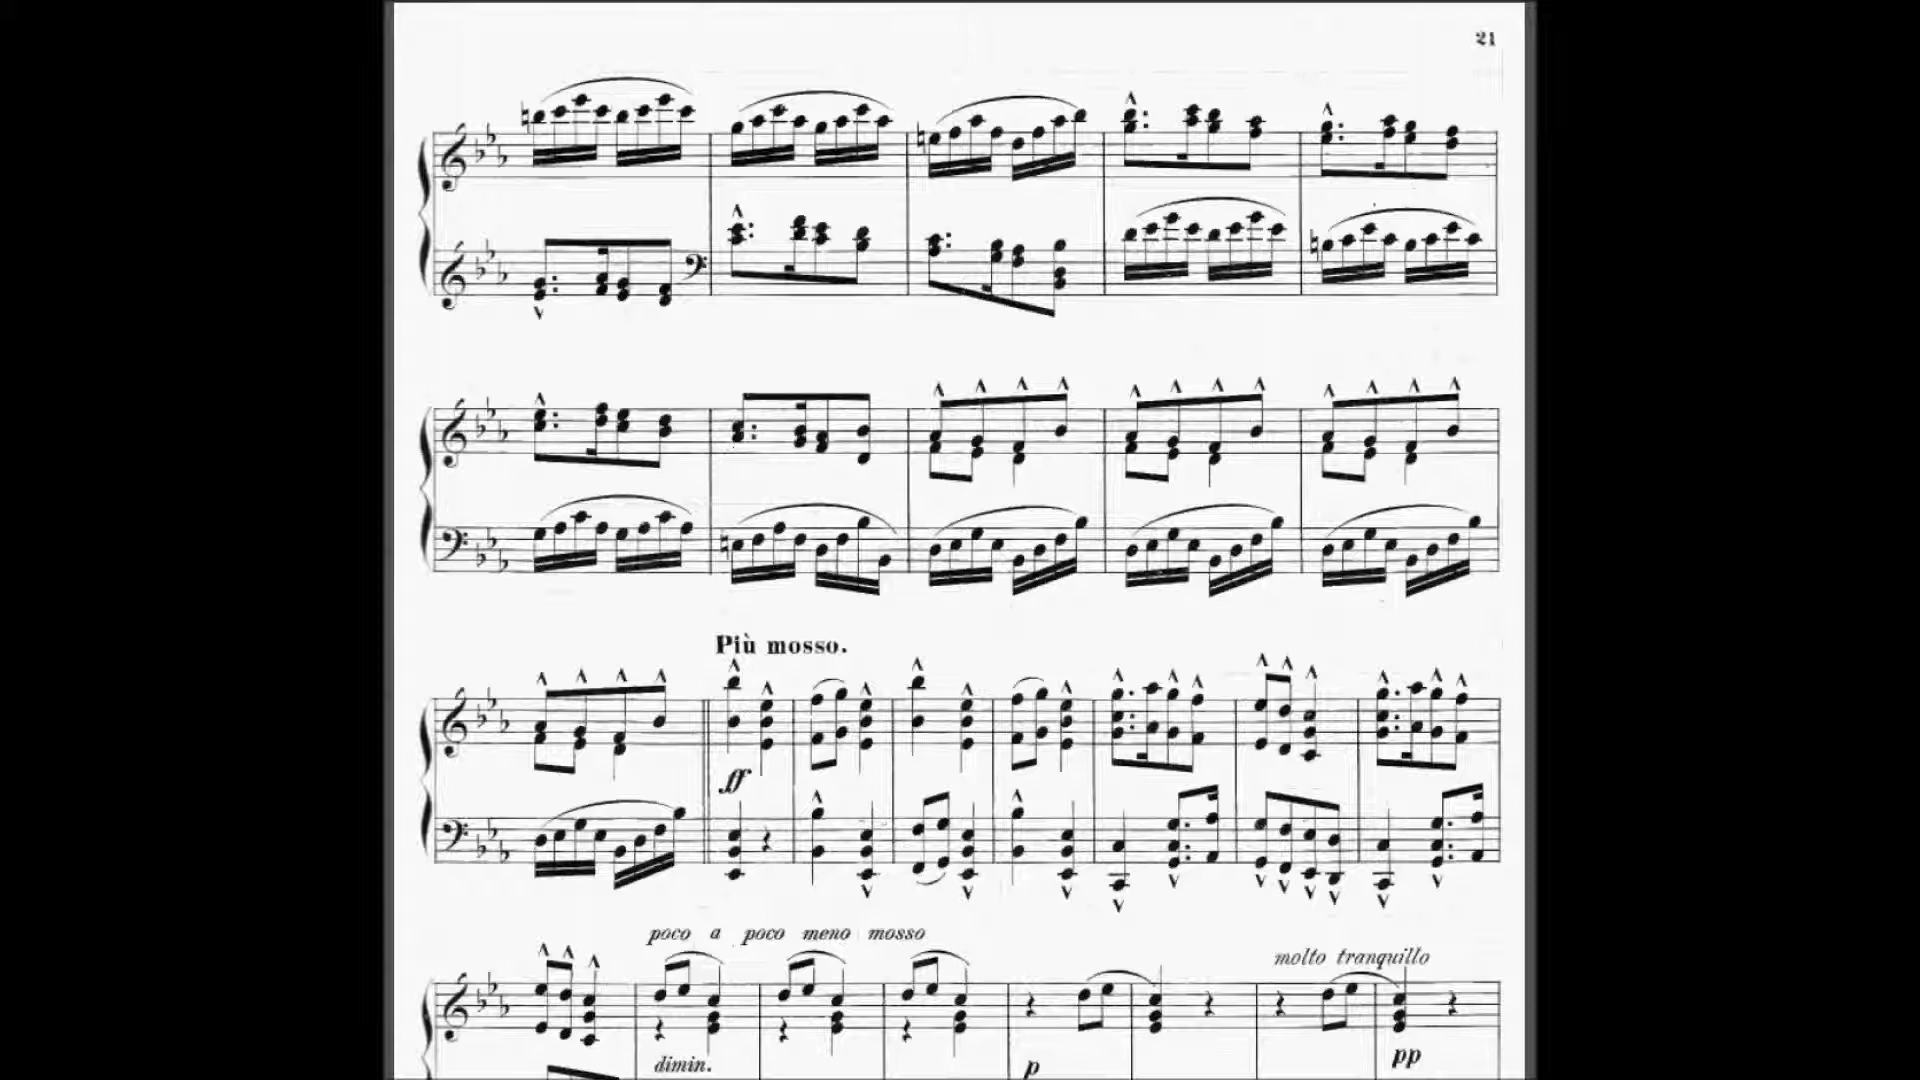 21
Più mosso.
ff
poco a poco meno mosso
molto tranquillo
dimin.
p
pp